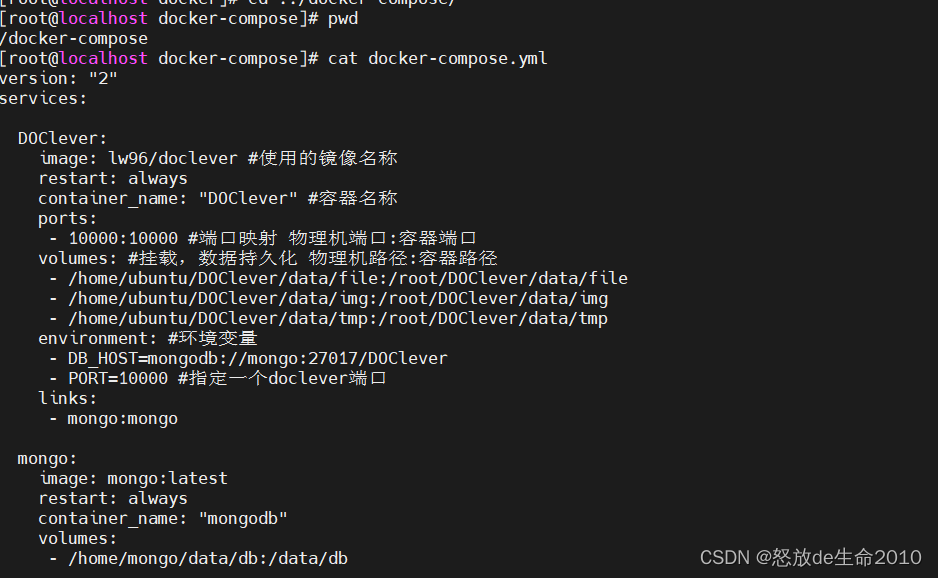 [root@localhost docker]# cd ../docker-compose/
[root@localhost docker-compose]# pwd
/docker-compose
[root@localhost docker-compose]# cat docker-compose.yml
version: "2"
services:
DOClever:
image: lw96/doclever #使用的镜像名称
restart: always
container_name: "DOClever" #容器名称
ports:
- 10000:10000 #端口映射 物理机端口:容器端口
volumes: #挂载，数据持久化 物理机路径:容器路径
- /home/ubuntu/DOClever/data/file:/root/DOClever/data/file
- /home/ubuntu/DOClever/data/img:/root/DOClever/data/img
- /home/ubuntu/DOClever/data/tmp:/root/DOClever/data/tmp
environment: #环境变量
- DB_HOST=mongodb://mongo:27017/DOClever
- PORT=10000 #指定一个doclever端口
links:
- mongo:mongo
mongo:
image: mongo:latest
restart: always
container_name: "mongodb"
volumes:
- /home/mongo/data/db:/data/db
CSDN @怒放de生命2010